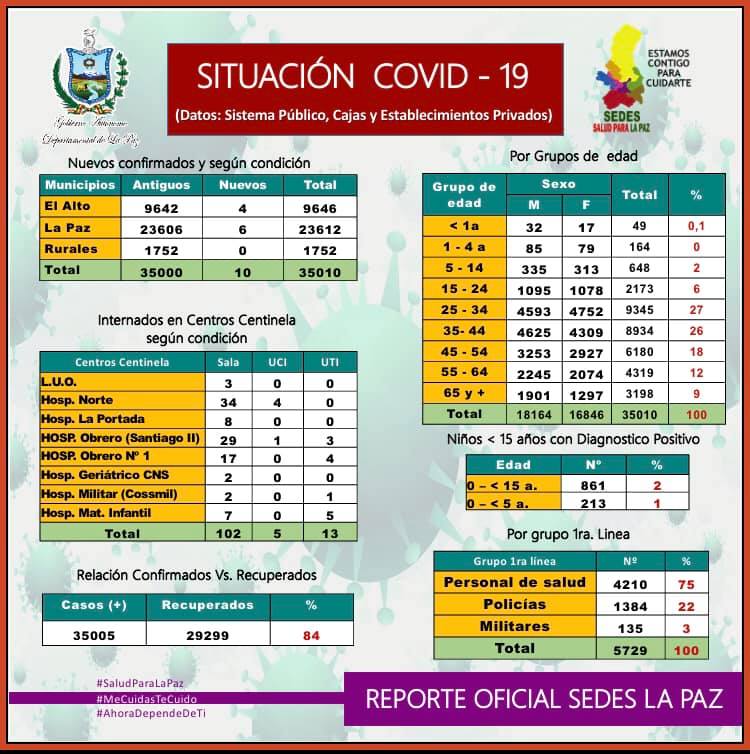 Gobierno Autónomo
Departamental de La Paz
SITUACIÓN COVID - 19
(Datos: Sistema Público, Cajas y Establecimientos Privados)
ESTAMOS
CONTIGO
PARA
CUIDARTE
SEDES
SALUD PARA LA PAZ
Nuevos confirmados y según condición
Municipios Antiguos Nuevos Total
El Alto 9642 4 9646
La Paz 23606 6 23612
Rurales 1752 0 1752
Total 35000 10 35010
Internados en Centros Centinela
según condición
Centros Centinela Sala UCI UTI
L.U.O. 3 0 0
Hosp. Norte 34 4 0
Hosp. La Portada 8 0 0
HOSP. Obrero (Santiago II) 29 1 3
HOSP. Obrero Nº 1 17 0 4
Hosp. Geriátrico CNS 2 0 0
Hosp. Militar (Cossmil) 2 0 1
Hosp. Mat. Infantil 7 0 5
Total 102 5 13
Relación Confirmados Vs. Recuperados
Casos (+) Recuperados %
35005 29299 84
Por Grupos de edad
Grupo de edad Sexo Total %
M F
< 1a 32 17 49 0,1
1 - 4 a 85 79 164 0
5 - 14 335 313 648 2
15 - 24 1095 1078 2173 6
25 - 34 4593 4752 9345 27
35- 44 4625 4309 8934 26
45 - 54 3253 2927 6180 18
55 - 64 2245 2074 4319 12
65 y + 1901 1297 3198 9
Total 18164 16846 35010 100
Niños < 15 años con Diagnostico Positivo
Edad Nº %
0 – < 15 a. 861 2
0 – < 5 a. 213 1
Por grupo 1ra. Linea
Grupo 1ra línea Nº %
Personal de salud 4210 75
Policías 1384 22
Militares 135 3
Total 5729 100
#SaludParaLaPaz
#MeCuidasTeCuido
#AhoraDependeDeTi
REPORTE OFICIAL SEDES LA PAZ